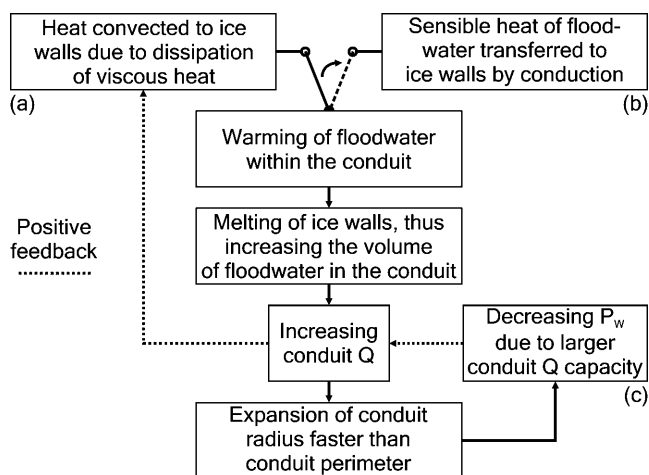 Heat convected to ice
walls due to dissipation
of viscous heat
(a)
Sensible heat of flood-
water transferred to
ice walls by conduction
(b)
Warming of floodwater
within the conduit
Melting of ice walls, thus
increasing the volume
of floodwater in the conduit
Positive
feedback
Increasing
conduit Q
Decreasing Pw
due to larger
conduit Q capacity
(c)
Expansion of conduit
radius faster than
conduit perimeter